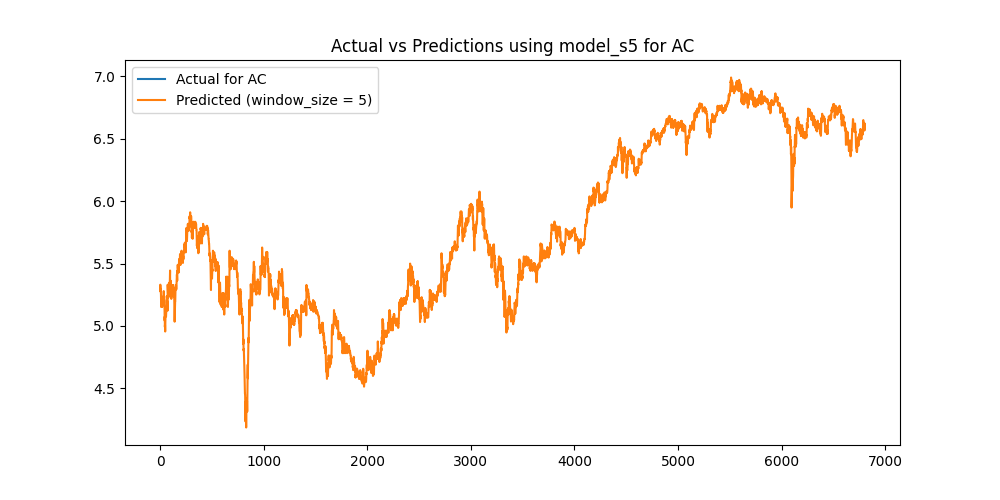 Actual vs Predictions using model_s5 for AC
Actual for AC
Predicted (window_size = 5)
7.0
6.5
6.0
5.5
5.0
4.5
0 1000 2000 3000 4000 5000 6000 7000